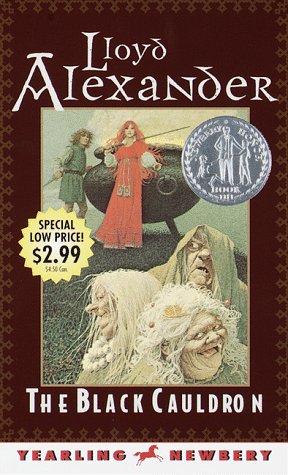 Lloyd
Alexander
SPECIAL
LOW PRICE!
$2.99
$4.50 Can.
The Black Cauldron
YEARLING NEWBERY